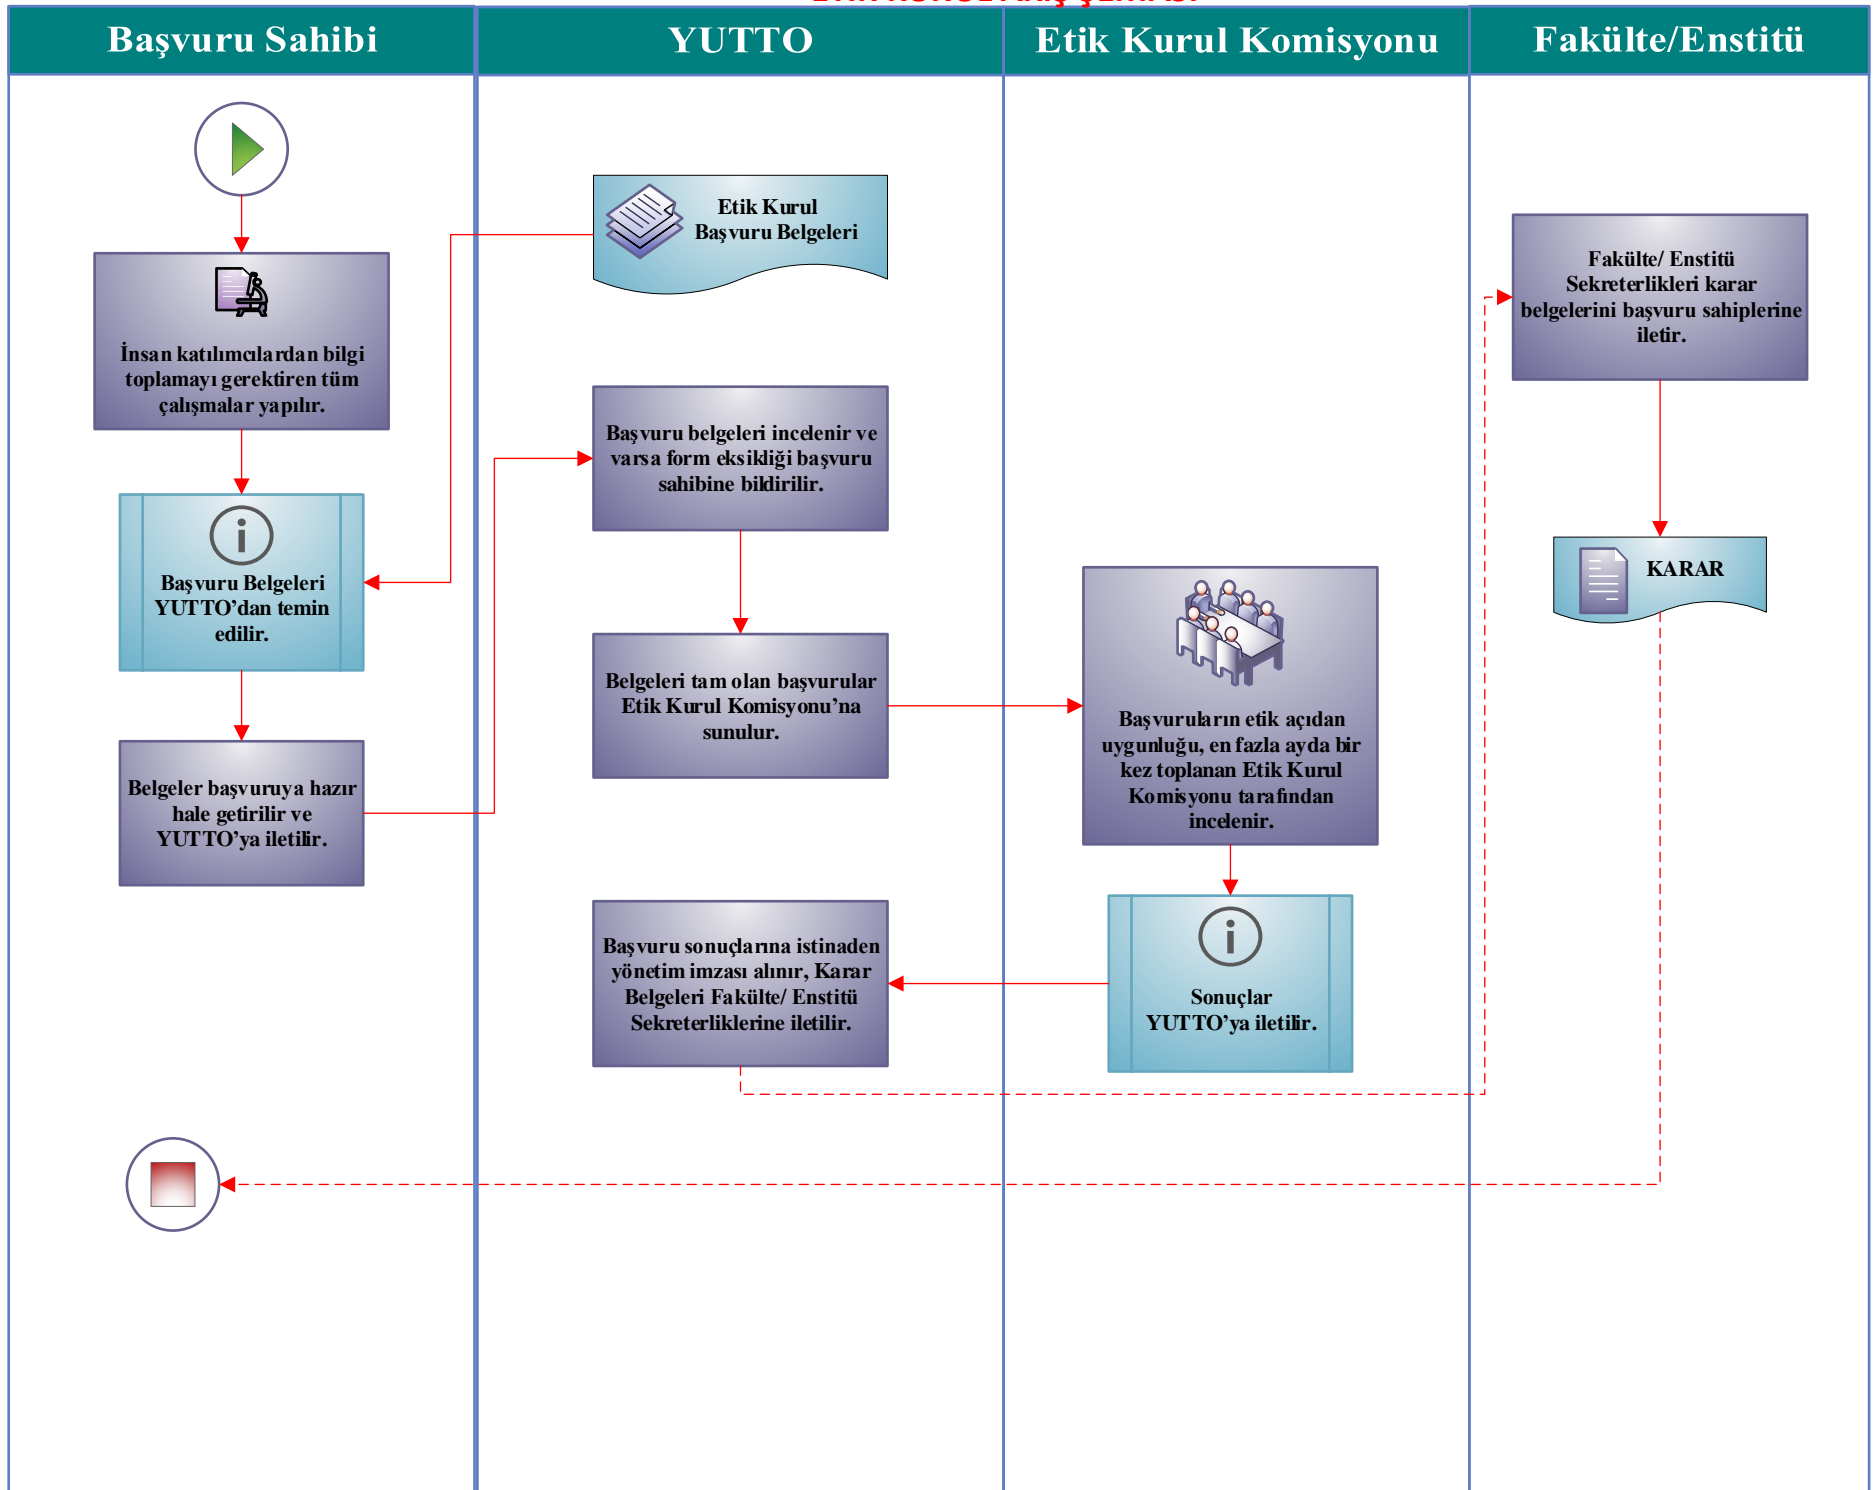 Başvuru Sahibi
YUTTO
Etik Kurul Komisyonu
Fakülte/Enstitü
Etik Kurul
Başvuru Belgeleri
Fakülte/ Enstitü
Sekreterlikleri karar
belgelerini başvuru sahiplerine
iletir.
İnsan katılımcılardan bilgi
toplamayı gerektiren tüm
çalışmalar yapılır.
Başvuru belgeleri incelenir ve
varsa form eksikliği başvuru
sahibine bildirilir.
Başvuru Belgeleri
YUTTO’dan temin
edilir.
KARAR
Belgeleri tam olan başvurular
Etik Kurul Komisyonu’na
sunulur.
Başvuruların etik açıdan
uygunluğu, en fazla ayda bir
kez toplanan Etik Kurul
Komisyonu tarafından
incelenir.
Belgeler başvuruya hazır
hale getirilir ve
YUTTO’ya iletilir.
Başvuru sonuçlarına istinaden
yönetim imzası alınır, Karar
Belgeleri Fakülte/ Enstitü
Sekreterliklerine iletilir.
Sonuçlar
YUTTO’ya iletilir.